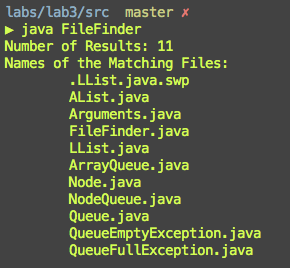 labs/lab3/src master ✗
▶ java FileFinder
Number of Results: 11
Names of the Matching Files:
.LList.java.swp
AList.java
Arguments.java
FileFinder.java
LList.java
ArrayQueue.java
Node.java
NodeQueue.java
Queue.java
QueueEmptyException.java
QueueFullException.java